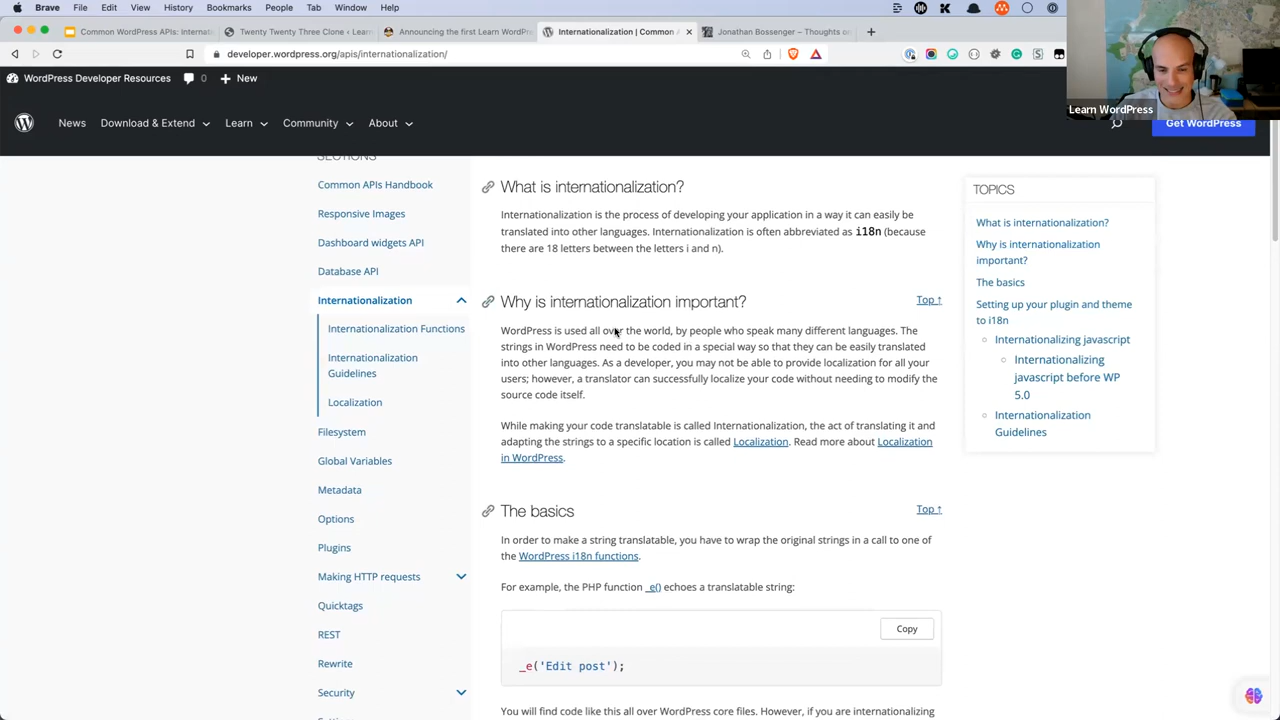 Brave File Edit View History Bookmarks People Tab Window Help
Common WordPress APIs: Internat
Twenty Twenty Three Clone ‹ Learn
Announcing the first Learn WordPre
Internationalization | Common
Jonathan Bossenger – Thoughts on
developer.wordpress.org/apis/internationalization/
WordPress Developer Resources 0 New
Learn WordPress
News Download & Extend Learn Community About Get WordPress
SECTIONS
Common APIs Handbook
Responsive Images
Dashboard widgets API
Database API
Internationalization
Internationalization Functions
Internationalization
Guidelines
Localization
Filesystem
Global Variables
Metadata
Options
Plugins
Making HTTP requests
Quicktags
REST
Rewrite
Security
What is internationalization?
Internationalization is the process of developing your application in a way it can easily be
translated into other languages. Internationalization is often abbreviated as i18n (because
there are 18 letters between the letters i and n).
Why is internationalization important?
Top ↑
WordPress is used all over the world, by people who speak many different languages. The
strings in WordPress need to be coded in a special way so that they can be easily translated
into other languages. As a developer, you may not be able to provide localization for all your
users; however, a translator can successfully localize your code without needing to modify the
source code itself.
While making your code translatable is called Internationalization, the act of translating it and
adapting the strings to a specific location is called Localization. Read more about Localization
in WordPress.
The basics
Top ↑
In order to make a string translatable, you have to wrap the original strings in a call to one of
the WordPress i18n functions.
For example, the PHP function _e() echoes a translatable string:
Copy
_e('Edit post');
You will find code like this all over WordPress core files. However, if you are internationalizing
TOPICS
What is internationalization?
Why is internationalization
important?
The basics
Setting up your plugin and theme
to i18n
Internationalizing javascript
Internationalizing
javascript before WP
5.0
Internationalization
Guidelines